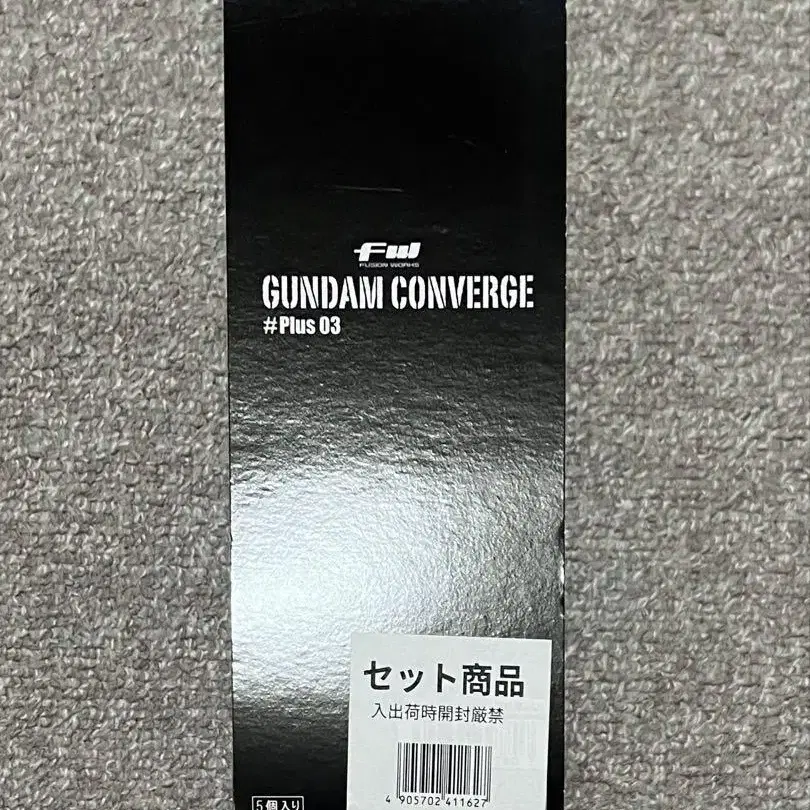 FW
FUSION WORKS
GUNDAM CONVERGE
#Plus 03
セット商品
入出荷時開封厳禁
4 905702 411627
5個入り